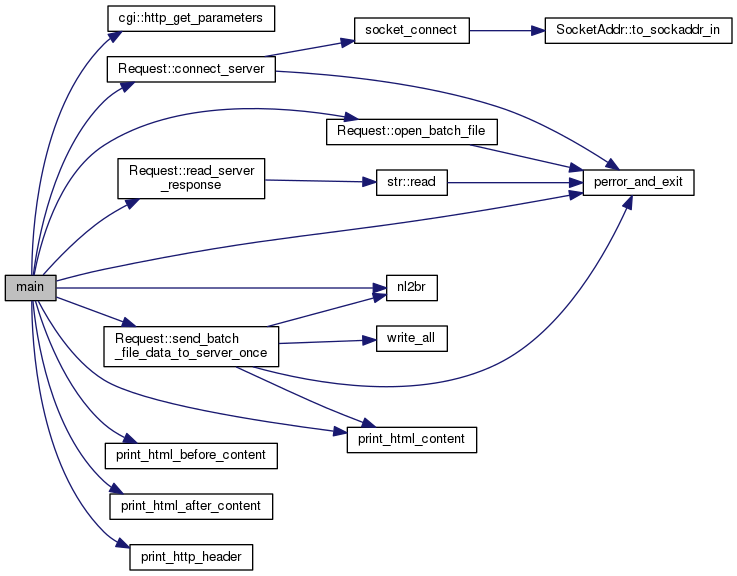 cgi::http_get_parameters
socket_connect
SocketAddr::to_sockaddr_in
Request::connect_server
Request::open_batch_file
Request::read_server
_response
str::read
perror_and_exit
main
nl2br
Request::send_batch
_file_data_to_server_once
write_all
print_html_content
print_html_before_content
print_html_after_content
print_http_header